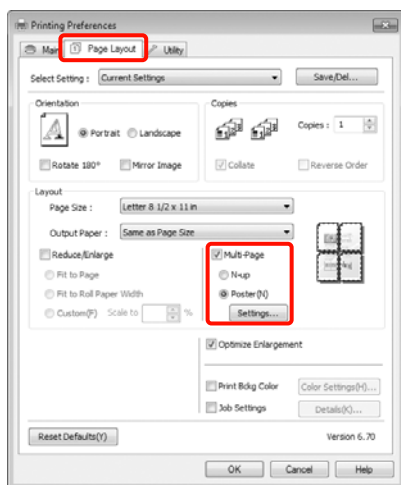 Printing Preferences
Main Page Layout Utility
Select Setting : Current Settings Save/Del...
Orientation Copies
Portrait Landscape Copies : 1
Rotate 180° Mirror Image Collate Reverse Order
Layout
Page Size : Letter 8 1/2 x 11 in
Output Paper : Same as Page Size
Reduce/Enlarge Multi-Page
Fit to Page N-up
Fit to Roll Paper Width Poster(N)
Custom(F) Scale to % Settings...
Optimize Enlargement
Print Bckg Color Color Settings(H)...
Job Settings Details(K)...
Reset Defaults(Y) Version 6.70
OK Cancel Help